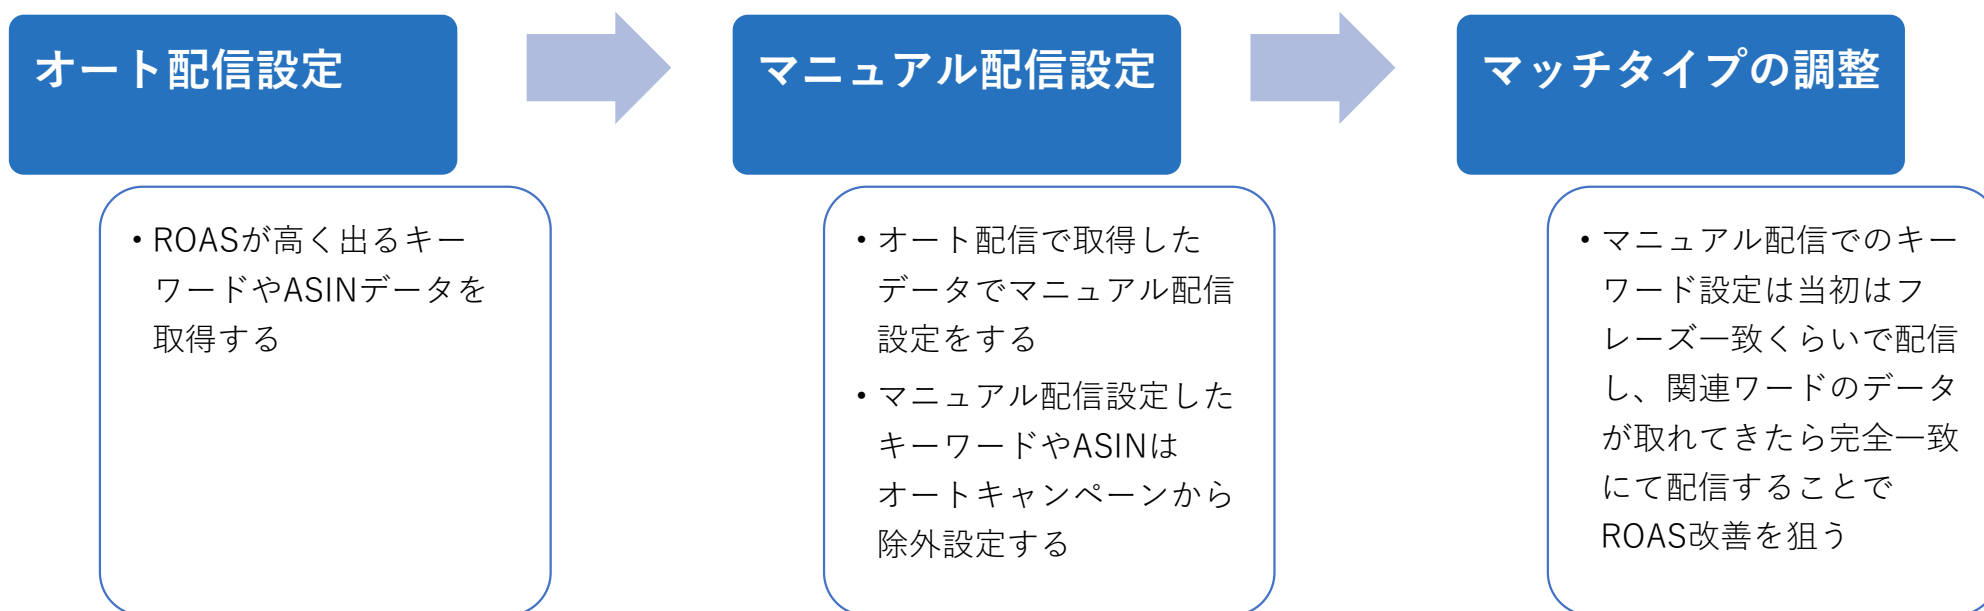 オート配信設定
・ROASが高く出るキー
ワードやASINデータを
取得する
マニュアル配信設定
・オート配信で取得した
データでマニュアル配信
設定をする
・マニュアル配信設定した
キーワードやASINは
オートキャンペーンから
除外設定する
マッチタイプの調整
・マニュアル配信でのキー
ワード設定は当初はフ
レーズ一致くらいで配信
し、関連ワードのデータ
が取れてきたら完全一致
にて配信することで
ROAS改善を狙う